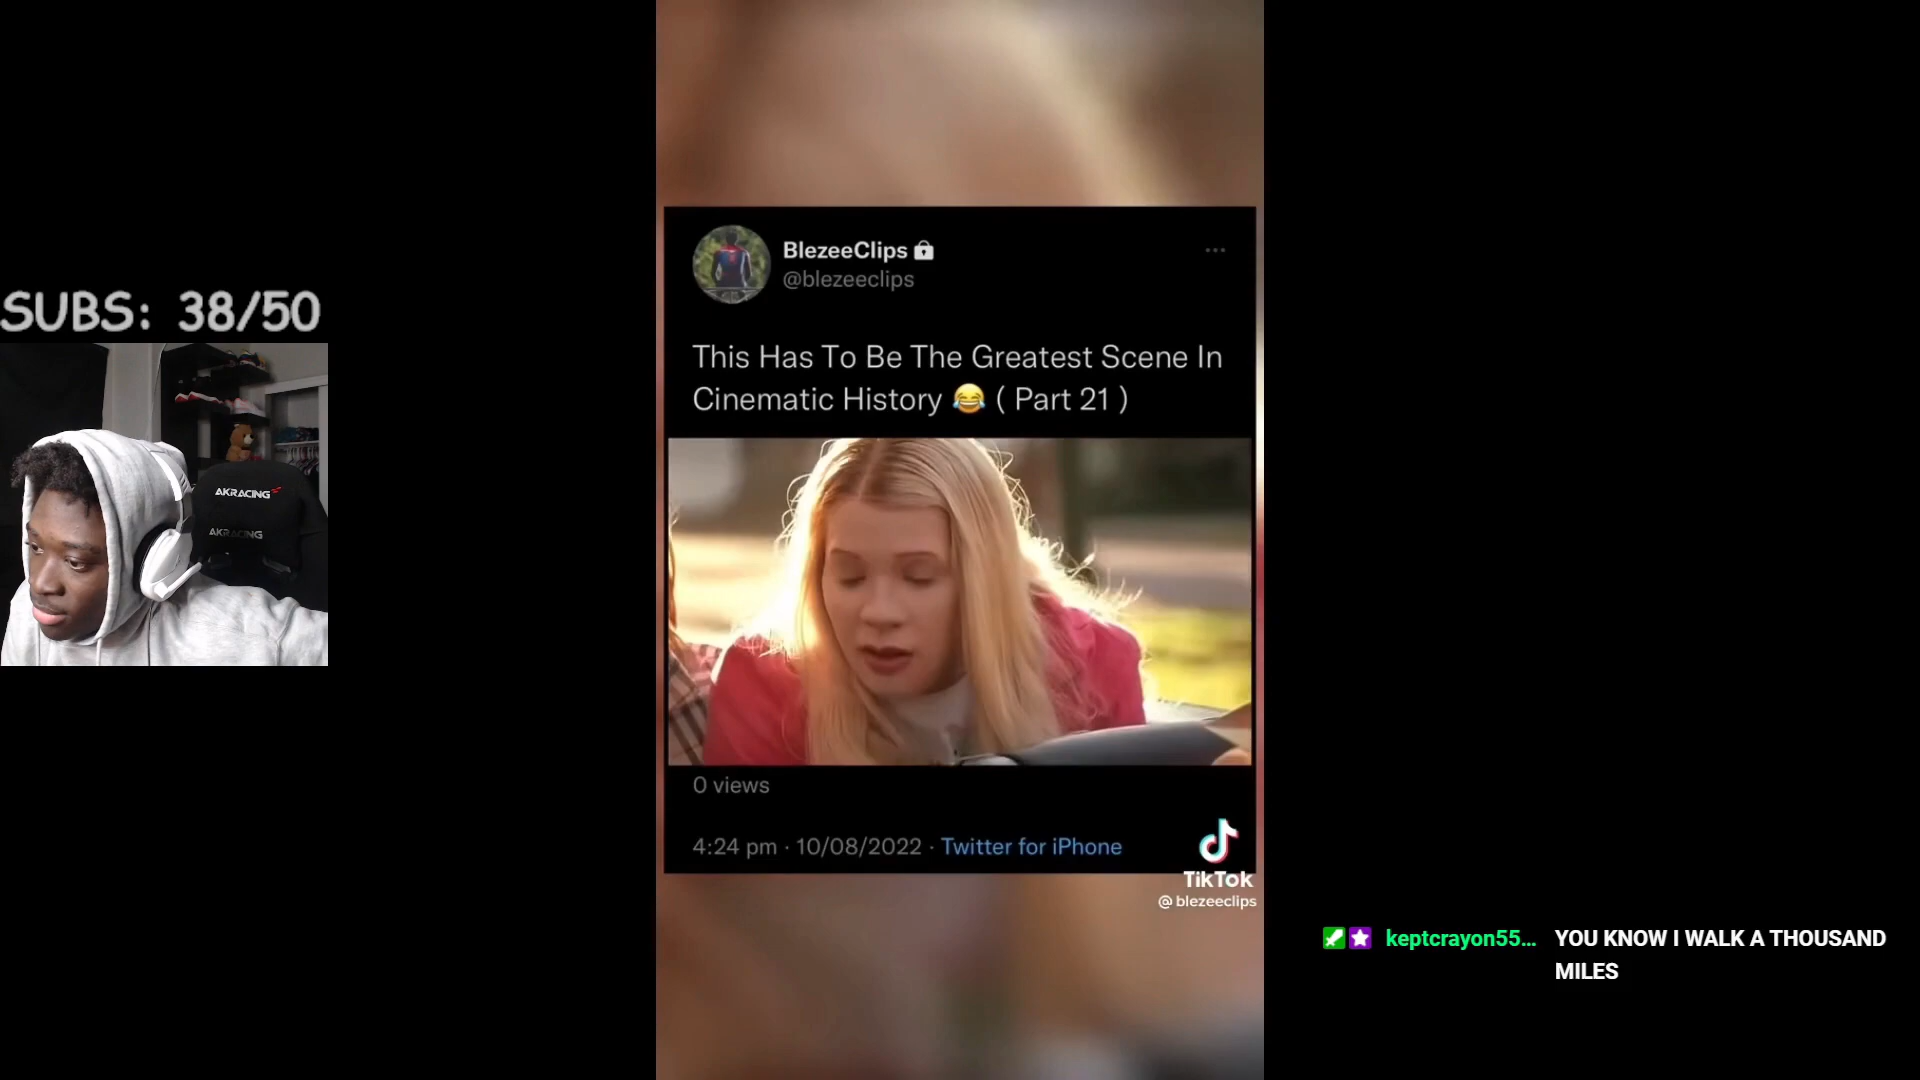 SUBS: 38/50
AKRACING
AKRACING
BlezeeClips
@blezeeclips
This Has To Be The Greatest Scene In
Cinematic History 😂 ( Part 21 )
0 views
4:24 pm · 10/08/2022 · Twitter for iPhone
TikTok
@ blezeeclips
keptcrayon55... YOU KNOW I WALK A THOUSAND
MILES